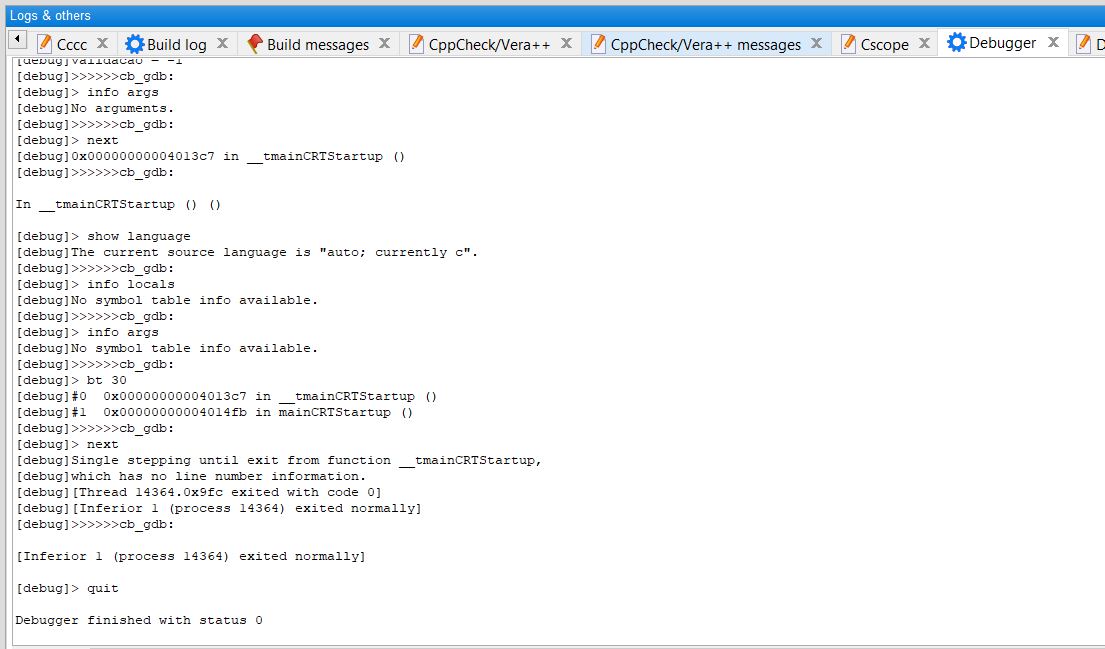 Logs & others
Cccc
Build log
Build messages
CppCheck/Vera++
CppCheck/Vera++ messages
Cscope
Debugger
D
[debug]validacao = -1
[debug]>>>>>>cb_gdb:
[debug]> info args
[debug]No arguments.
[debug]>>>>>>cb_gdb:
[debug]> next
[debug]0x00000000004013c7 in __tmainCRTStartup ()
[debug]>>>>>>cb_gdb:
In __tmainCRTStartup () ()
[debug]> show language
[debug]The current source language is "auto; currently c".
[debug]>>>>>>cb_gdb:
[debug]> info locals
[debug]No symbol table info available.
[debug]>>>>>>cb_gdb:
[debug]> info args
[debug]No symbol table info available.
[debug]>>>>>>cb_gdb:
[debug]> bt 30
[debug]#0  0x00000000004013c7 in __tmainCRTStartup ()
[debug]#1  0x00000000004014fb in mainCRTStartup ()
[debug]>>>>>>cb_gdb:
[debug]> next
[debug]Single stepping until exit from function __tmainCRTStartup,
[debug]which has no line number information.
[debug][Thread 14364.0x9fc exited with code 0]
[debug][Inferior 1 (process 14364) exited normally]
[debug]>>>>>>cb_gdb:
[Inferior 1 (process 14364) exited normally]
[debug]> quit
Debugger finished with status 0